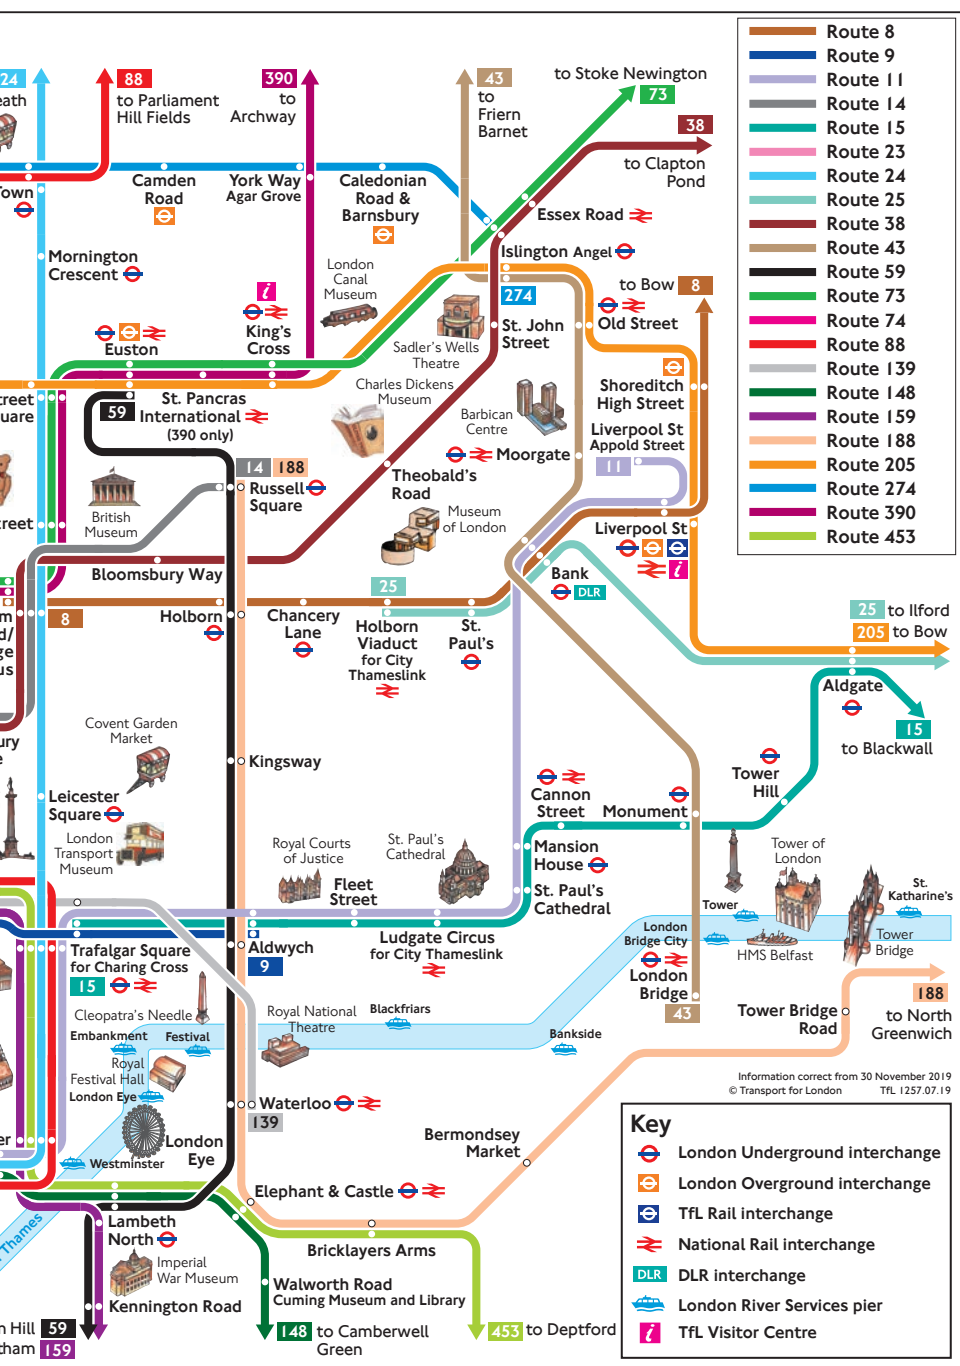 Route 8
Route 9
Route 11
Route 14
Route 15
Route 23
Route 24
Route 25
Route 38
Route 43
Route 59
Route 73
Route 74
Route 88
Route 139
Route 148
Route 159
Route 188
Route 205
Route 274
Route 390
Route 453
24
eath
88
to Parliament
Hill Fields
390
to
Archway
43
to
Friern
Barnet
to Stoke Newington
73
38
to Clapton
Pond
Town
Camden
Road
York Way
Agar Grove
Caledonian
Road &
Barnsbury
Essex Road
Mornington
Crescent
Islington Angel
London
Canal
Museum
274
to Bow 8
King's
Cross
Euston
Sadler's Wells
Theatre
St. John
Street
Old Street
treet
uare
59
St. Pancras
International
(390 only)
Charles Dickens
Museum
Barbican
Centre
Shoreditch
High Street
Liverpool St
Appold Street
11
Moorgate
14 188
Russell
Square
Theobald's
Road
British
Museum
Museum
of London
treet
Liverpool St
Bloomsbury Way
Bank
DLR
25
8
Holborn
Chancery
Lane
Holborn
Viaduct
for City
Thameslink
St.
Paul's
m
d/
ge
us
25 to Ilford
205 to Bow
Aldgate
15
to Blackwall
Covent Garden
Market
ury
e
Kingsway
Tower
Hill
Leicester
Square
Cannon
Street
Monument
London
Transport
Museum
Royal Courts
of Justice
St. Paul's
Cathedral
Mansion
House
Tower of
London
Fleet
Street
St. Paul's
Cathedral
St.
Katharine's
Tower
Trafalgar Square
for Charing Cross
15
Aldwych
9
Ludgate Circus
for City Thameslink
London
Bridge City
HMS Belfast
Tower
Bridge
London
Bridge
43
188
to North
Greenwich
Cleopatra's Needle
Embankment
Festival
Royal National
Theatre
Blackfriars
Bankside
Tower Bridge
Road
Royal
Festival Hall
London Eye
Information correct from 30 November 2019
© Transport for London TfL 1257.07.19
Waterloo
139
er
London
Eye
Westminster
Bermondsey
Market
Thames
Elephant & Castle
Lambeth
North
Bricklayers Arms
Imperial
War Museum
Walworth Road
Cuming Museum and Library
Kennington Road
n Hill 59
tham 159
148 to Camberwell
Green
453 to Deptford
Key
London Underground interchange
London Overground interchange
TfL Rail interchange
National Rail interchange
DLR DLR interchange
London River Services pier
TfL Visitor Centre